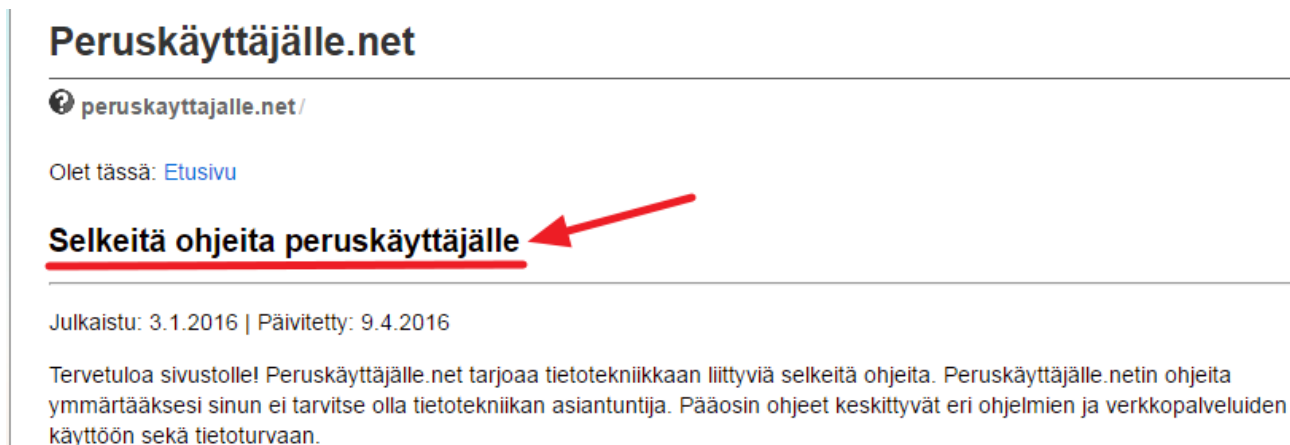 Peruskäyttäjälle.net
peruskayttajalle.net/
Olet tässä: Etusivu
Selkeitä ohjeita peruskäyttäjälle
Julkaistu: 3.1.2016 | Päivitetty: 9.4.2016
Tervetuloa sivustolle! Peruskäyttäjälle.net tarjoaa tietotekniikkaan liittyviä selkeitä ohjeita. Peruskäyttäjälle.netin ohjeita
ymmärtääksesi sinun ei tarvitse olla tietotekniikan asiantuntija. Pääosin ohjeet keskittyvät eri ohjelmien ja verkkopalveluiden
käyttöön sekä tietoturvaan.